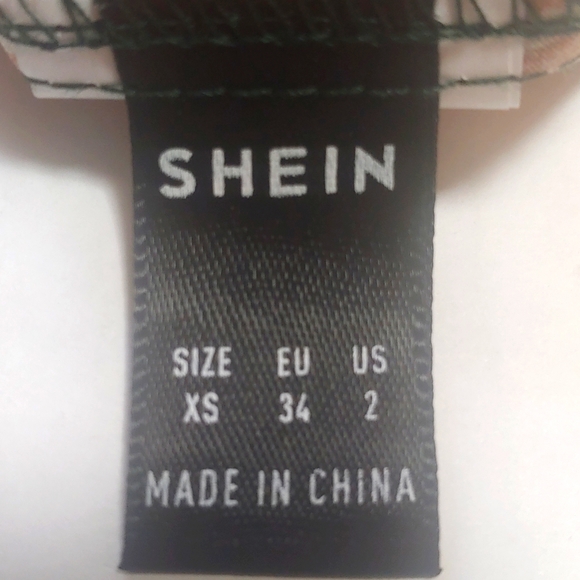 SHEIN
SIZE EU US
XS 34 2
MADE IN CHINA